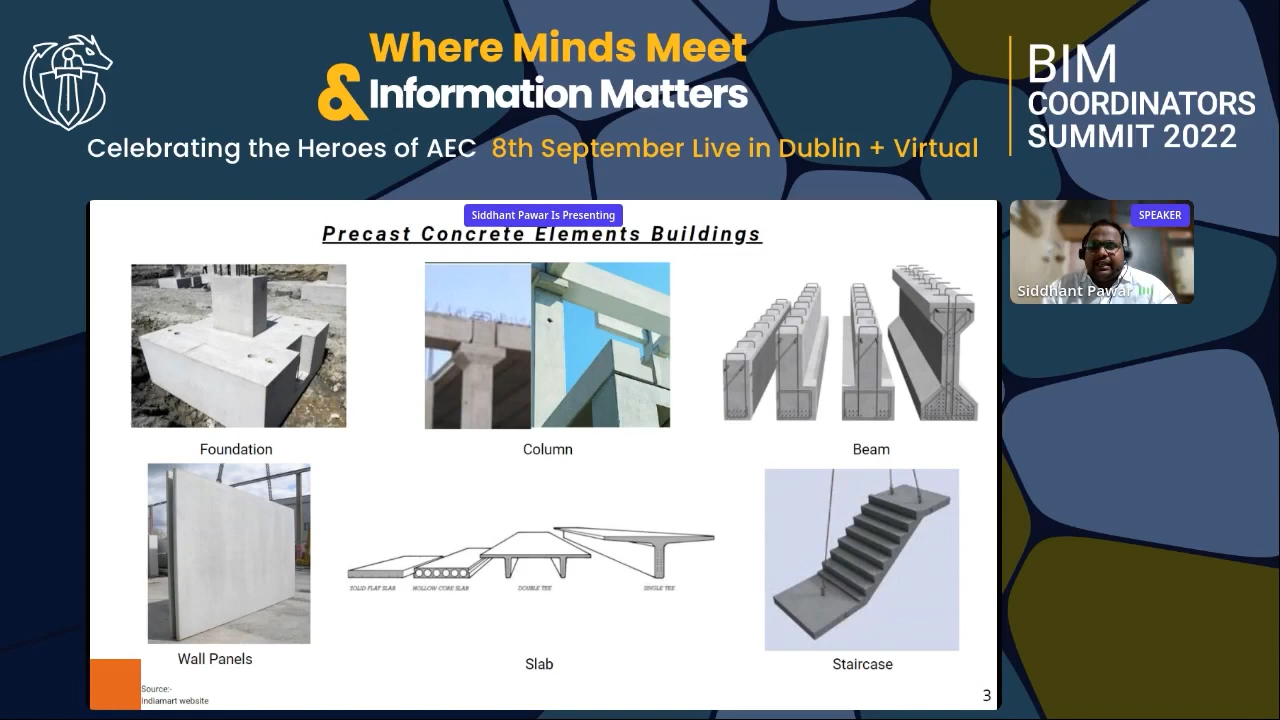 Where Minds Meet
& Information Matters
Celebrating the Heroes of AEC 8th September Live in Dublin + Virtual
BIM
COORDINATORS
SUMMIT 2022
Siddhant Pawar Is Presenting
SPEAKER
Siddhant Pawar
Precast Concrete Elements Buildings
Foundation
Column
Beam
SOLID FLAT SLAB
HOLLOW CORE SLAB
DOUBLE TEE
SINGLE TEE
Wall Panels
Slab
Staircase
Source:-
Indiamart website
3